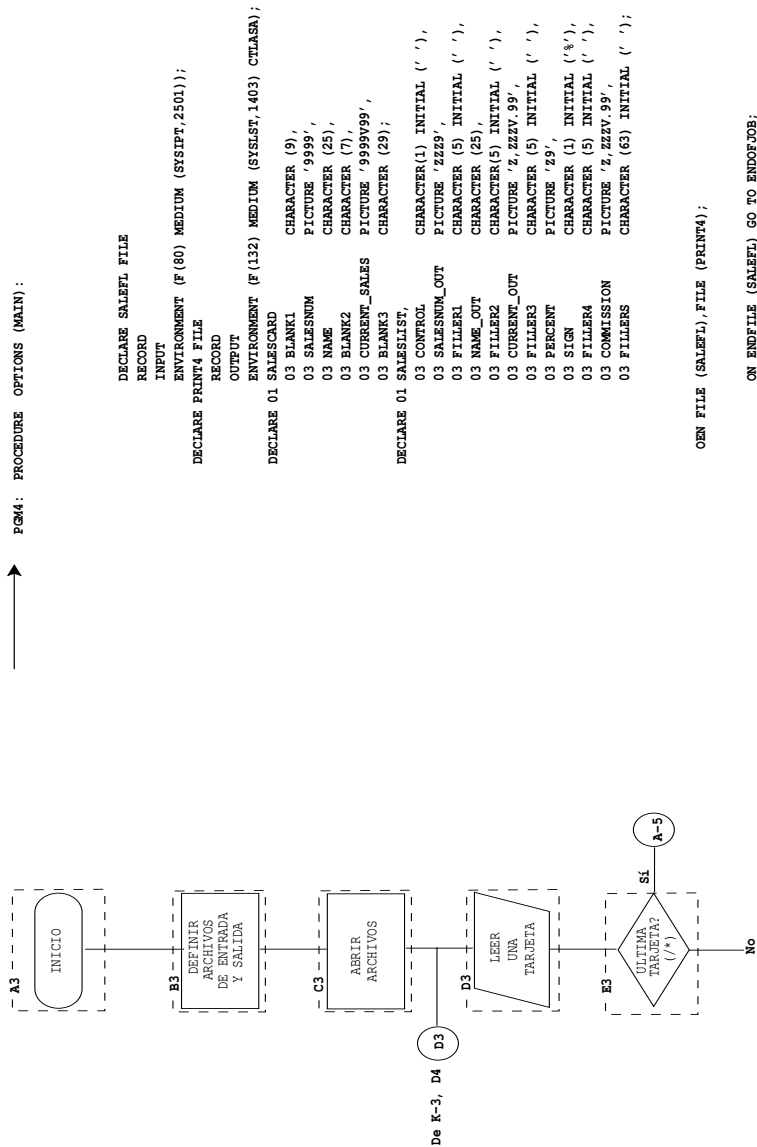 A3
INICIO
PGM4: PROCEDURE OPTIONS (MAIN):
B3
DEFINIR
ARCHIVOS
DE ENTRADA
Y SALIDA
DECLARE SALEFL FILE
RECORD
INPUT
ENVIRONMENT (F(80) MEDIUM (SYSIPT,2501));
DECLARE PRINT4 FILE
RECORD
OUTPUT
ENVIRONMENT (F(132) MEDIUM (SYSLST,1403) CTLASA);
DECLARE 01 SALESCARD
03 BLANK1 CHARACTER (9),
03 SALESNUM PICTURE '9999',
03 NAME CHARACTER (25),
03 BLANK2 CHARACTER (7),
03 CURRENT_SALES PICTURE '9999V99',
03 BLANK3 CHARACTER (29);
DECLARE 01 SALESLIST,
03 CONTROL CHARACTER(1) INITIAL (' '),
03 SALESNUM_OUT PICTURE 'ZZZ9',
03 FILLER1 CHARACTER (5) INITIAL (' '),
03 NAME_OUT CHARACTER (25),
03 FILLER2 CHARACTER(5) INITIAL (' '),
03 CURRENT_OUT PICTURE 'Z,ZZZV.99',
03 FILLER3 CHARACTER (5) INITIAL (' '),
03 PERCENT PICTURE 'Z9',
03 SIGN CHARACTER (1) INITIAL ('%'),
03 FILLER4 CHARACTER (5) INITIAL (' '),
03 COMMISSION PICTURE 'Z,ZZZV.99',
03 FILLERS CHARACTER (63) INITIAL (' ');
C3
ABRIR
ARCHIVOS
OEN FILE (SALEFL),FILE (PRINT4);
De K-3, D4
D3
D3
LEER
UNA
TARJETA
E3
ULTIMA
TARJETA?
(/*)
Sí
A-5
No
ON ENDFILE (SALEFL) GO TO ENDOFJOB;